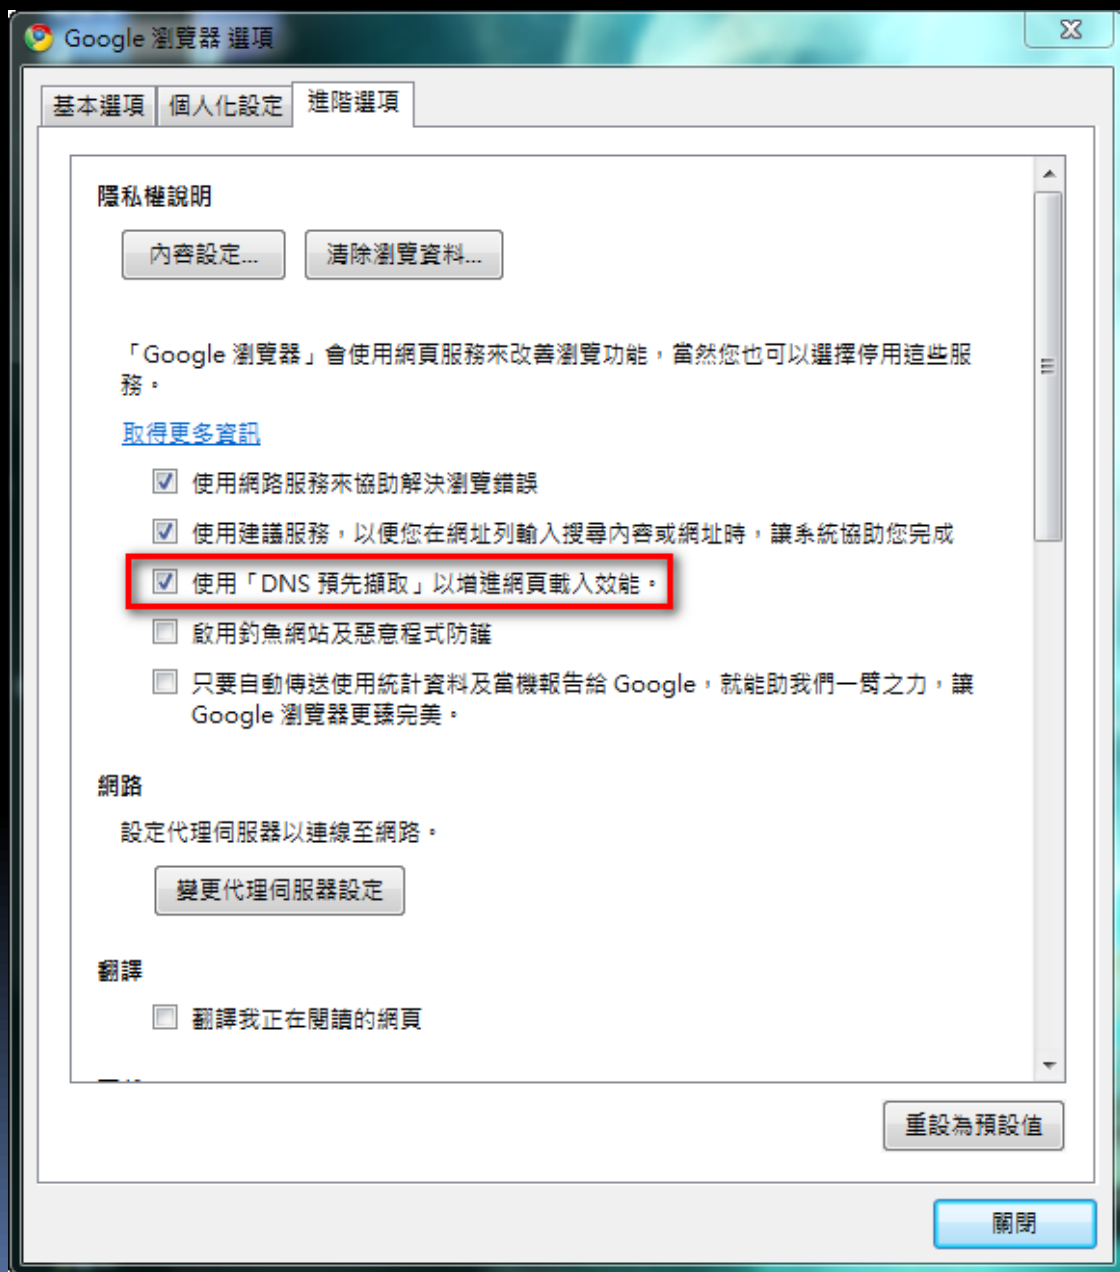 Google 瀏覽器 選項
基本選項 個人化設定 進階選項
隱私權說明
內容設定... 清除瀏覽資料...
「Google 瀏覽器」會使用網頁服務來改善瀏覽功能，當然您也可以選擇停用這些服
務。
取得更多資訊
使用網路服務來協助解決瀏覽錯誤
使用建議服務，以便您在網址列輸入搜尋內容或網址時，讓系統協助您完成
使用「DNS 預先擷取」以增進網頁載入效能。
啟用釣魚網站及惡意程式防護
只要自動傳送使用統計資料及當機報告給 Google，就能助我們一臂之力，讓
Google 瀏覽器更臻完美。
網路
設定代理伺服器以連線至網路。
變更代理伺服器設定
翻譯
翻譯我正在閱讀的網頁
重設為預設值
關閉